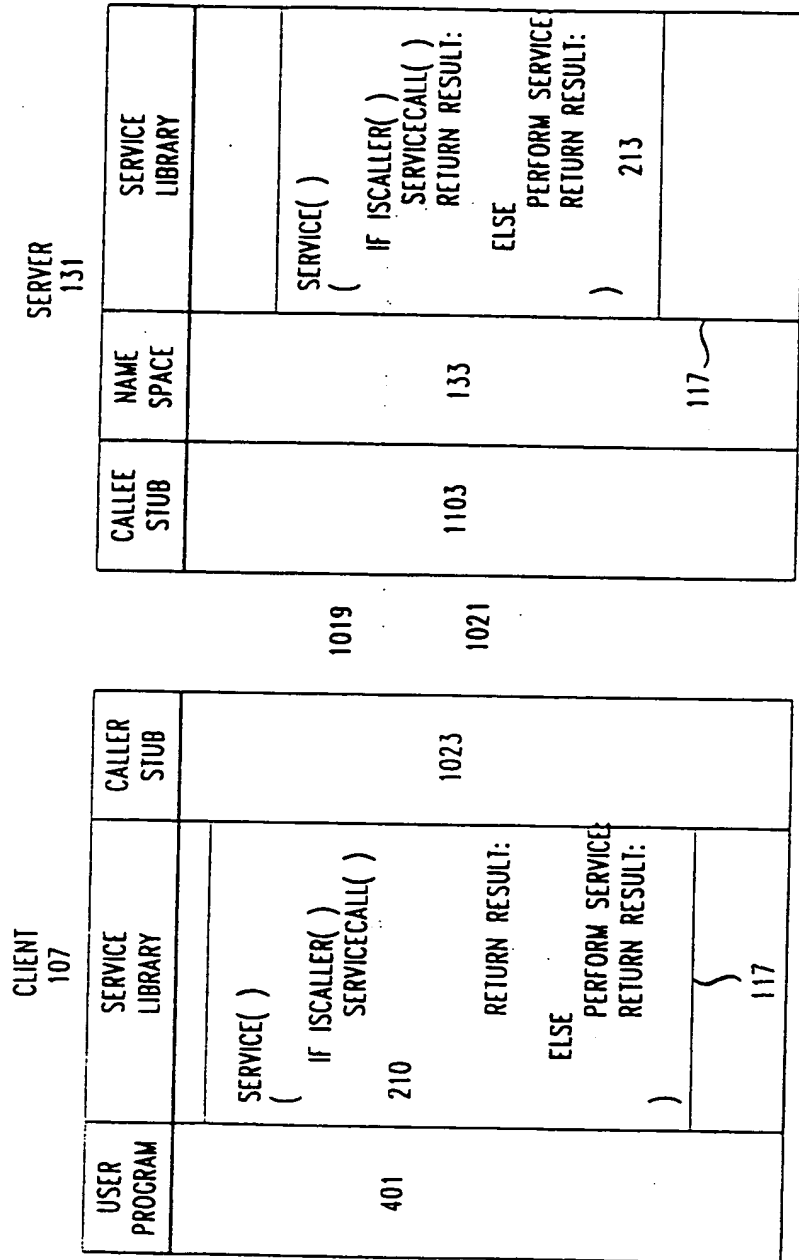 CLIENT
107
USER
PROGRAM
SERVICE
LIBRARY
CALLER
STUB
401
SERVICE( )
(
IF ISCALLER( )
SERVICECALL( )
210
RETURN RESULT:
ELSE
PERFORM SERVICE:
RETURN RESULT:
)
117
1023
1019
1021
SERVER
131
CALLEE
STUB
NAME
SPACE
SERVICE
LIBRARY
1103
133
117
SERVICE( )
(
IF ISCALLER( )
SERVICECALL( )
RETURN RESULT:
ELSE
PERFORM SERVICE:
RETURN RESULT:
)
213